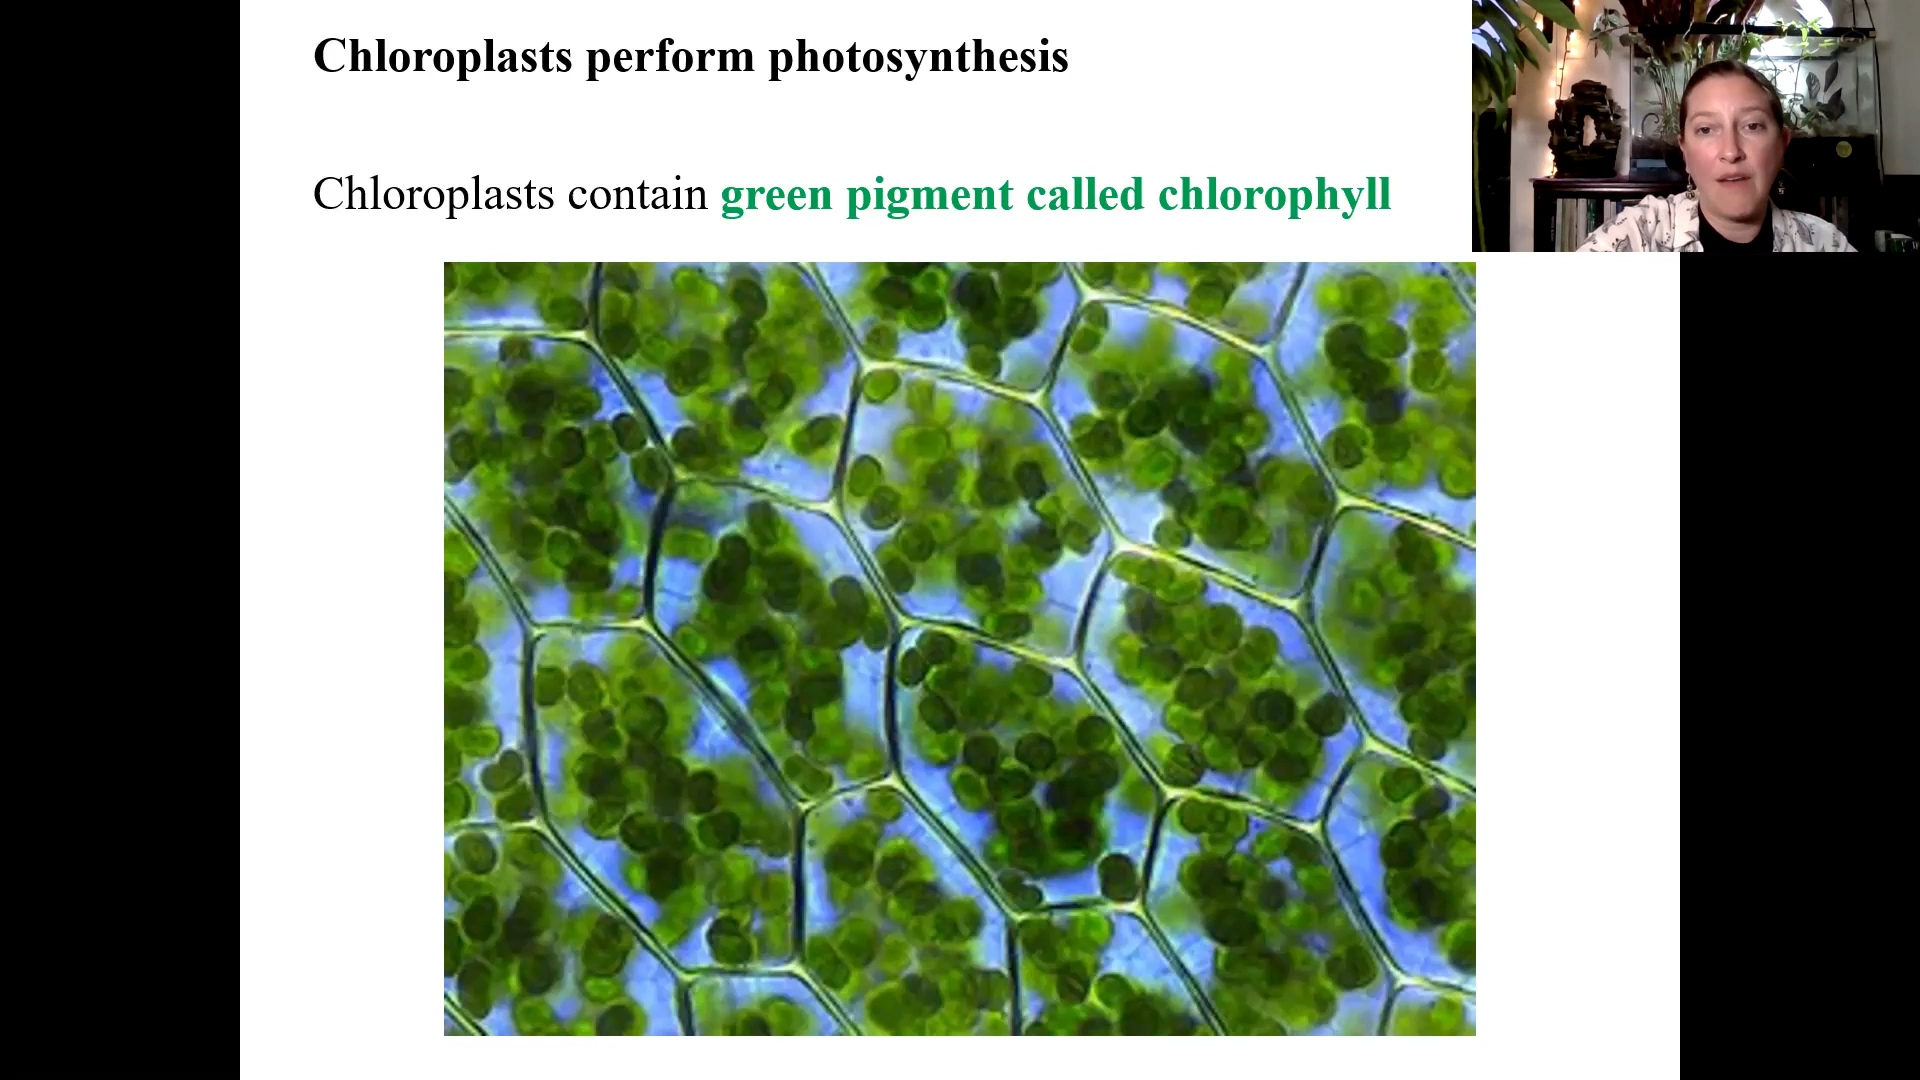 Chloroplasts perform photosynthesis
Chloroplasts contain green pigment called chlorophyll